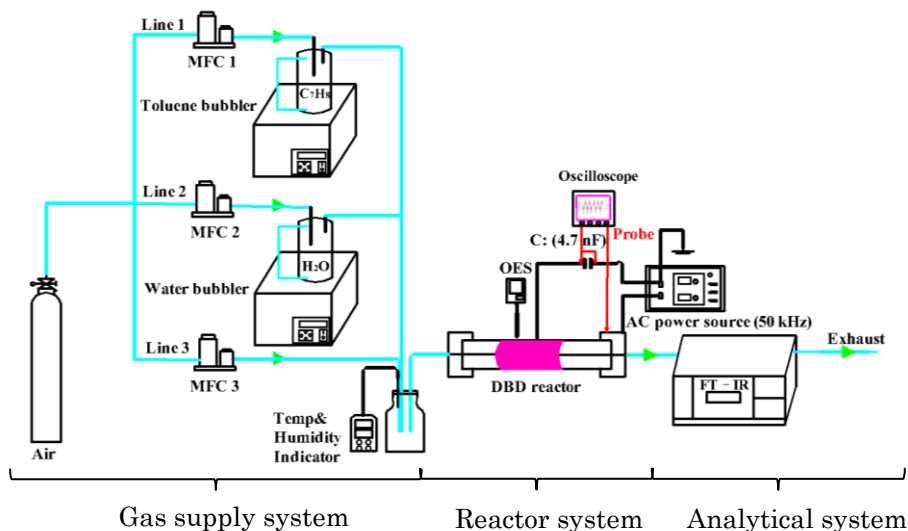 Line 1
MFC 1
C₇H₈
Toluene bubbler
Line 2
MFC 2
H₂O
Water bubbler
Line 3
MFC 3
Air
Temp&
Humidity
Indicator
Oscilloscope
C: (4.7 nF)
Probe
OES
AC power source (50 kHz)
DBD reactor
FT – IR
Exhaust
Gas supply system
Reactor system
Analytical system